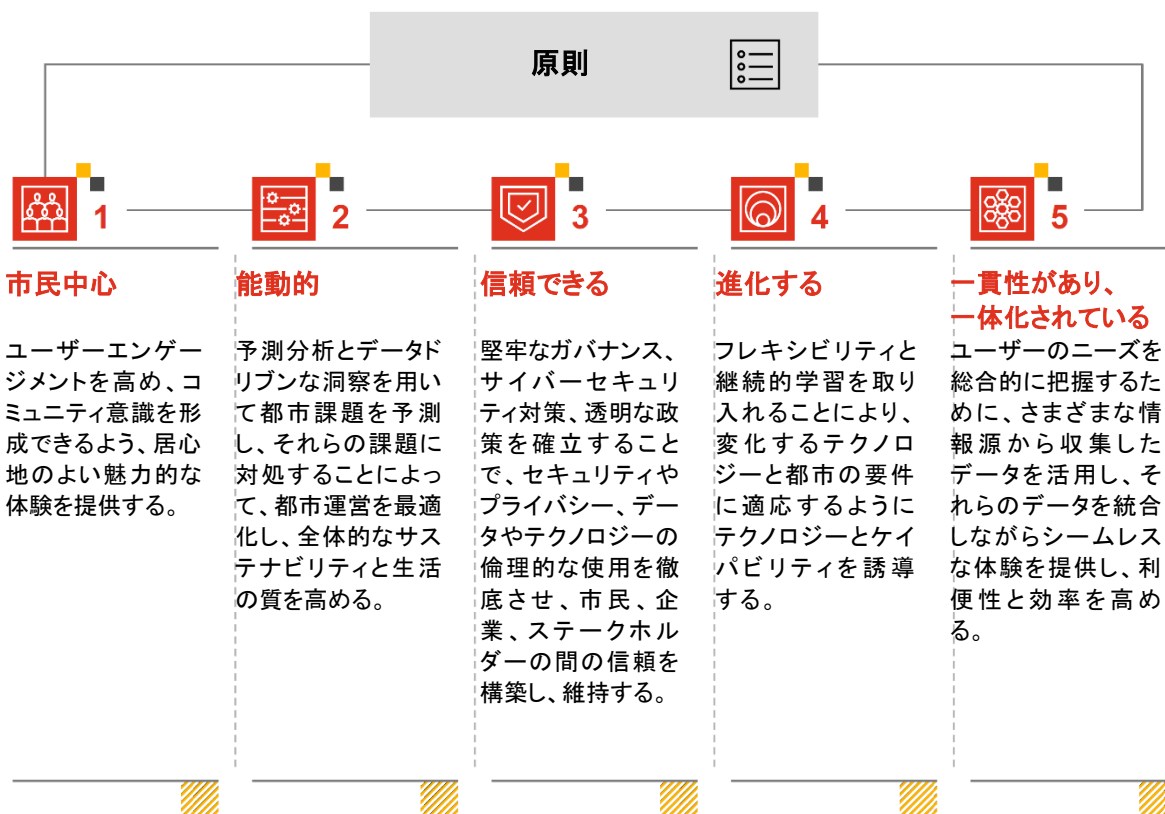 原則
1
市民中心
ユーザーエンゲー
ジメントを高め、コ
ミュニティ意識を形
成できるよう、居心
地のよい魅力的な
体験を提供する。
2
能動的
予測分析とデータド
リブンな洞察を用い
て都市課題を予測
し、それらの課題に
対処することによっ
て、都市運営を最適
化し、全体的なサス
テナビリティと生活
の質を高める。
3
信頼できる
堅牢なガバナンス、
サイバーセキュリ
ティ対策、透明な政
策を確立すること
で、セキュリティや
プライバシー、デー
タやテクノロジーの
倫理的な使用を徹
底させ、市民、企
業、ステークホル
ダーの間の信頼を
構築し、維持する。
4
進化する
フレキシビリティと
継続的学習を取り
入れることにより、
変化するテクノロ
ジーと都市の要件
に適応するように
テクノロジーとケイ
パビリティを誘導
する。
5
一貫性があり、
一体化されている
ユーザーのニーズを
総合的に把握するた
めに、さまざまな情
報源から収集した
データを活用し、そ
れらのデータを統合
しながらシームレス
な体験を提供し、利
便性と効率を高め
る。